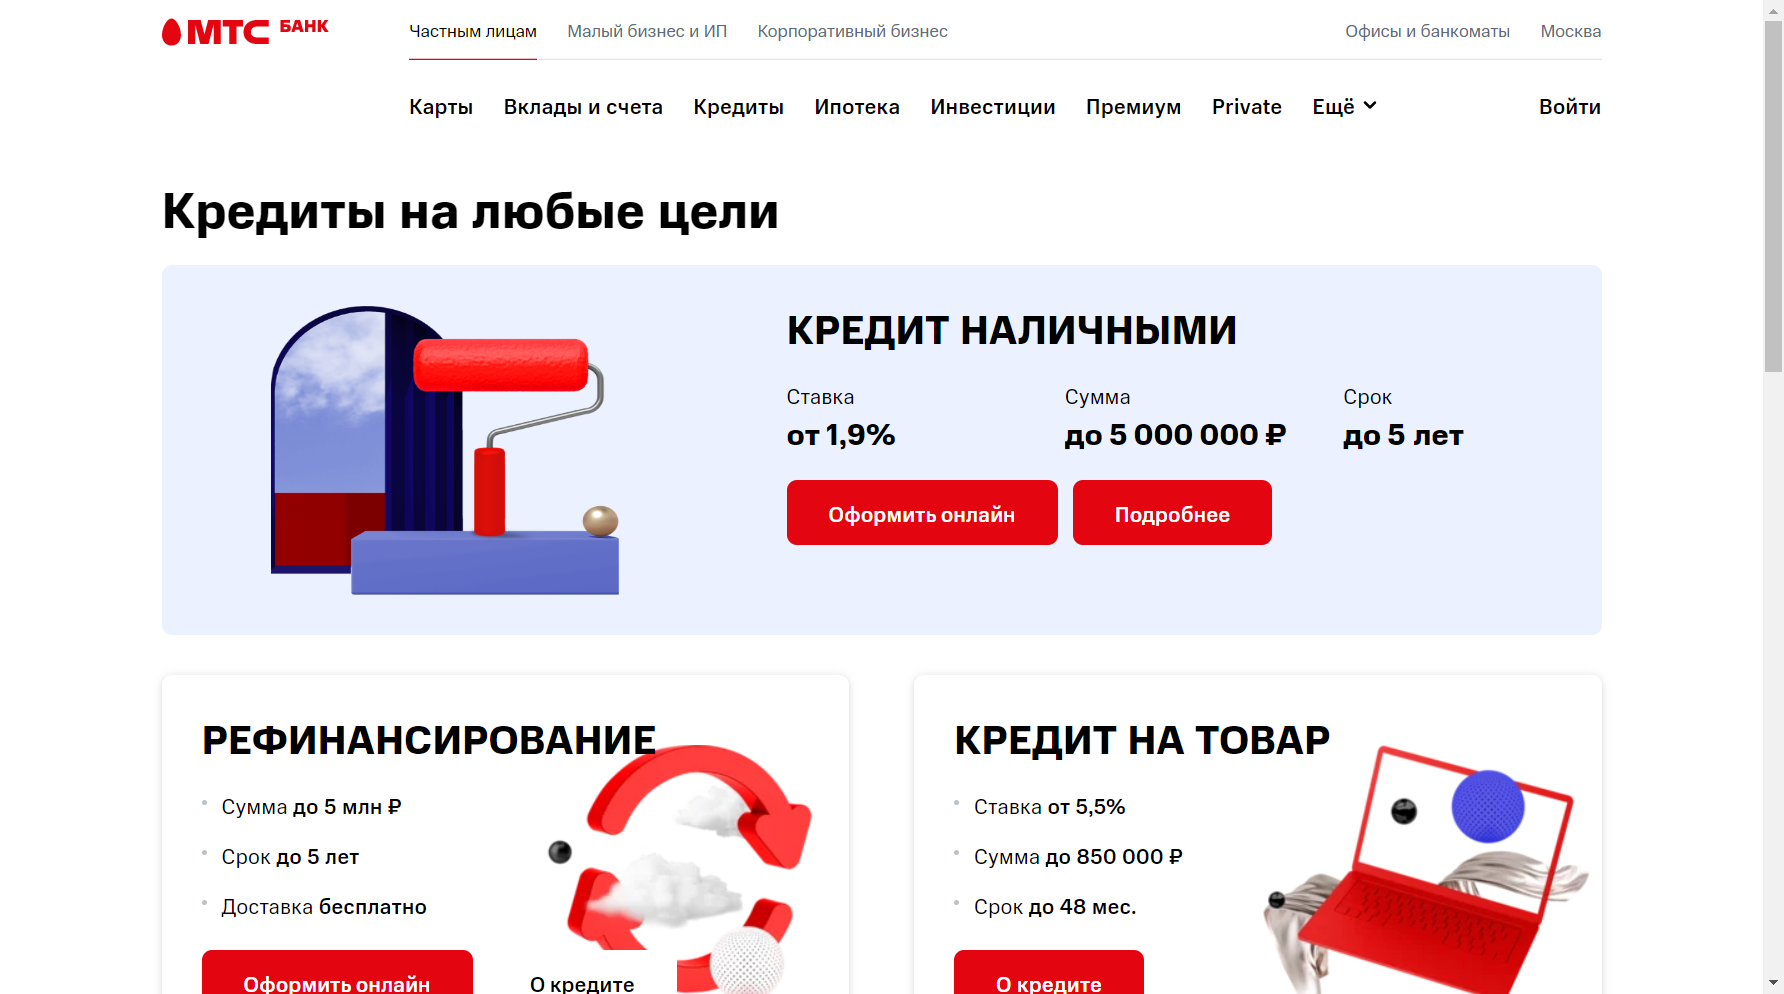 МТС БАНК
Частным лицам
Малый бизнес и ИП
Корпоративный бизнес
Офисы и банкоматы
Москва
Карты
Вклады и счета
Кредиты
Ипотека
Инвестиции
Премиум
Private
Ещё
Войти
Кредиты на любые цели
КРЕДИТ НАЛИЧНЫМИ
Ставка
от 1,9%
Сумма
до 5 000 000 ₽
Срок
до 5 лет
Оформить онлайн
Подробнее
РЕФИНАНСИРОВАНИЕ
Сумма до 5 млн ₽
Срок до 5 лет
Доставка бесплатно
Оформить онлайн
О кредите
КРЕДИТ НА ТОВАР
Ставка от 5,5%
Сумма до 850 000 ₽
Срок до 48 мес.
О кредите